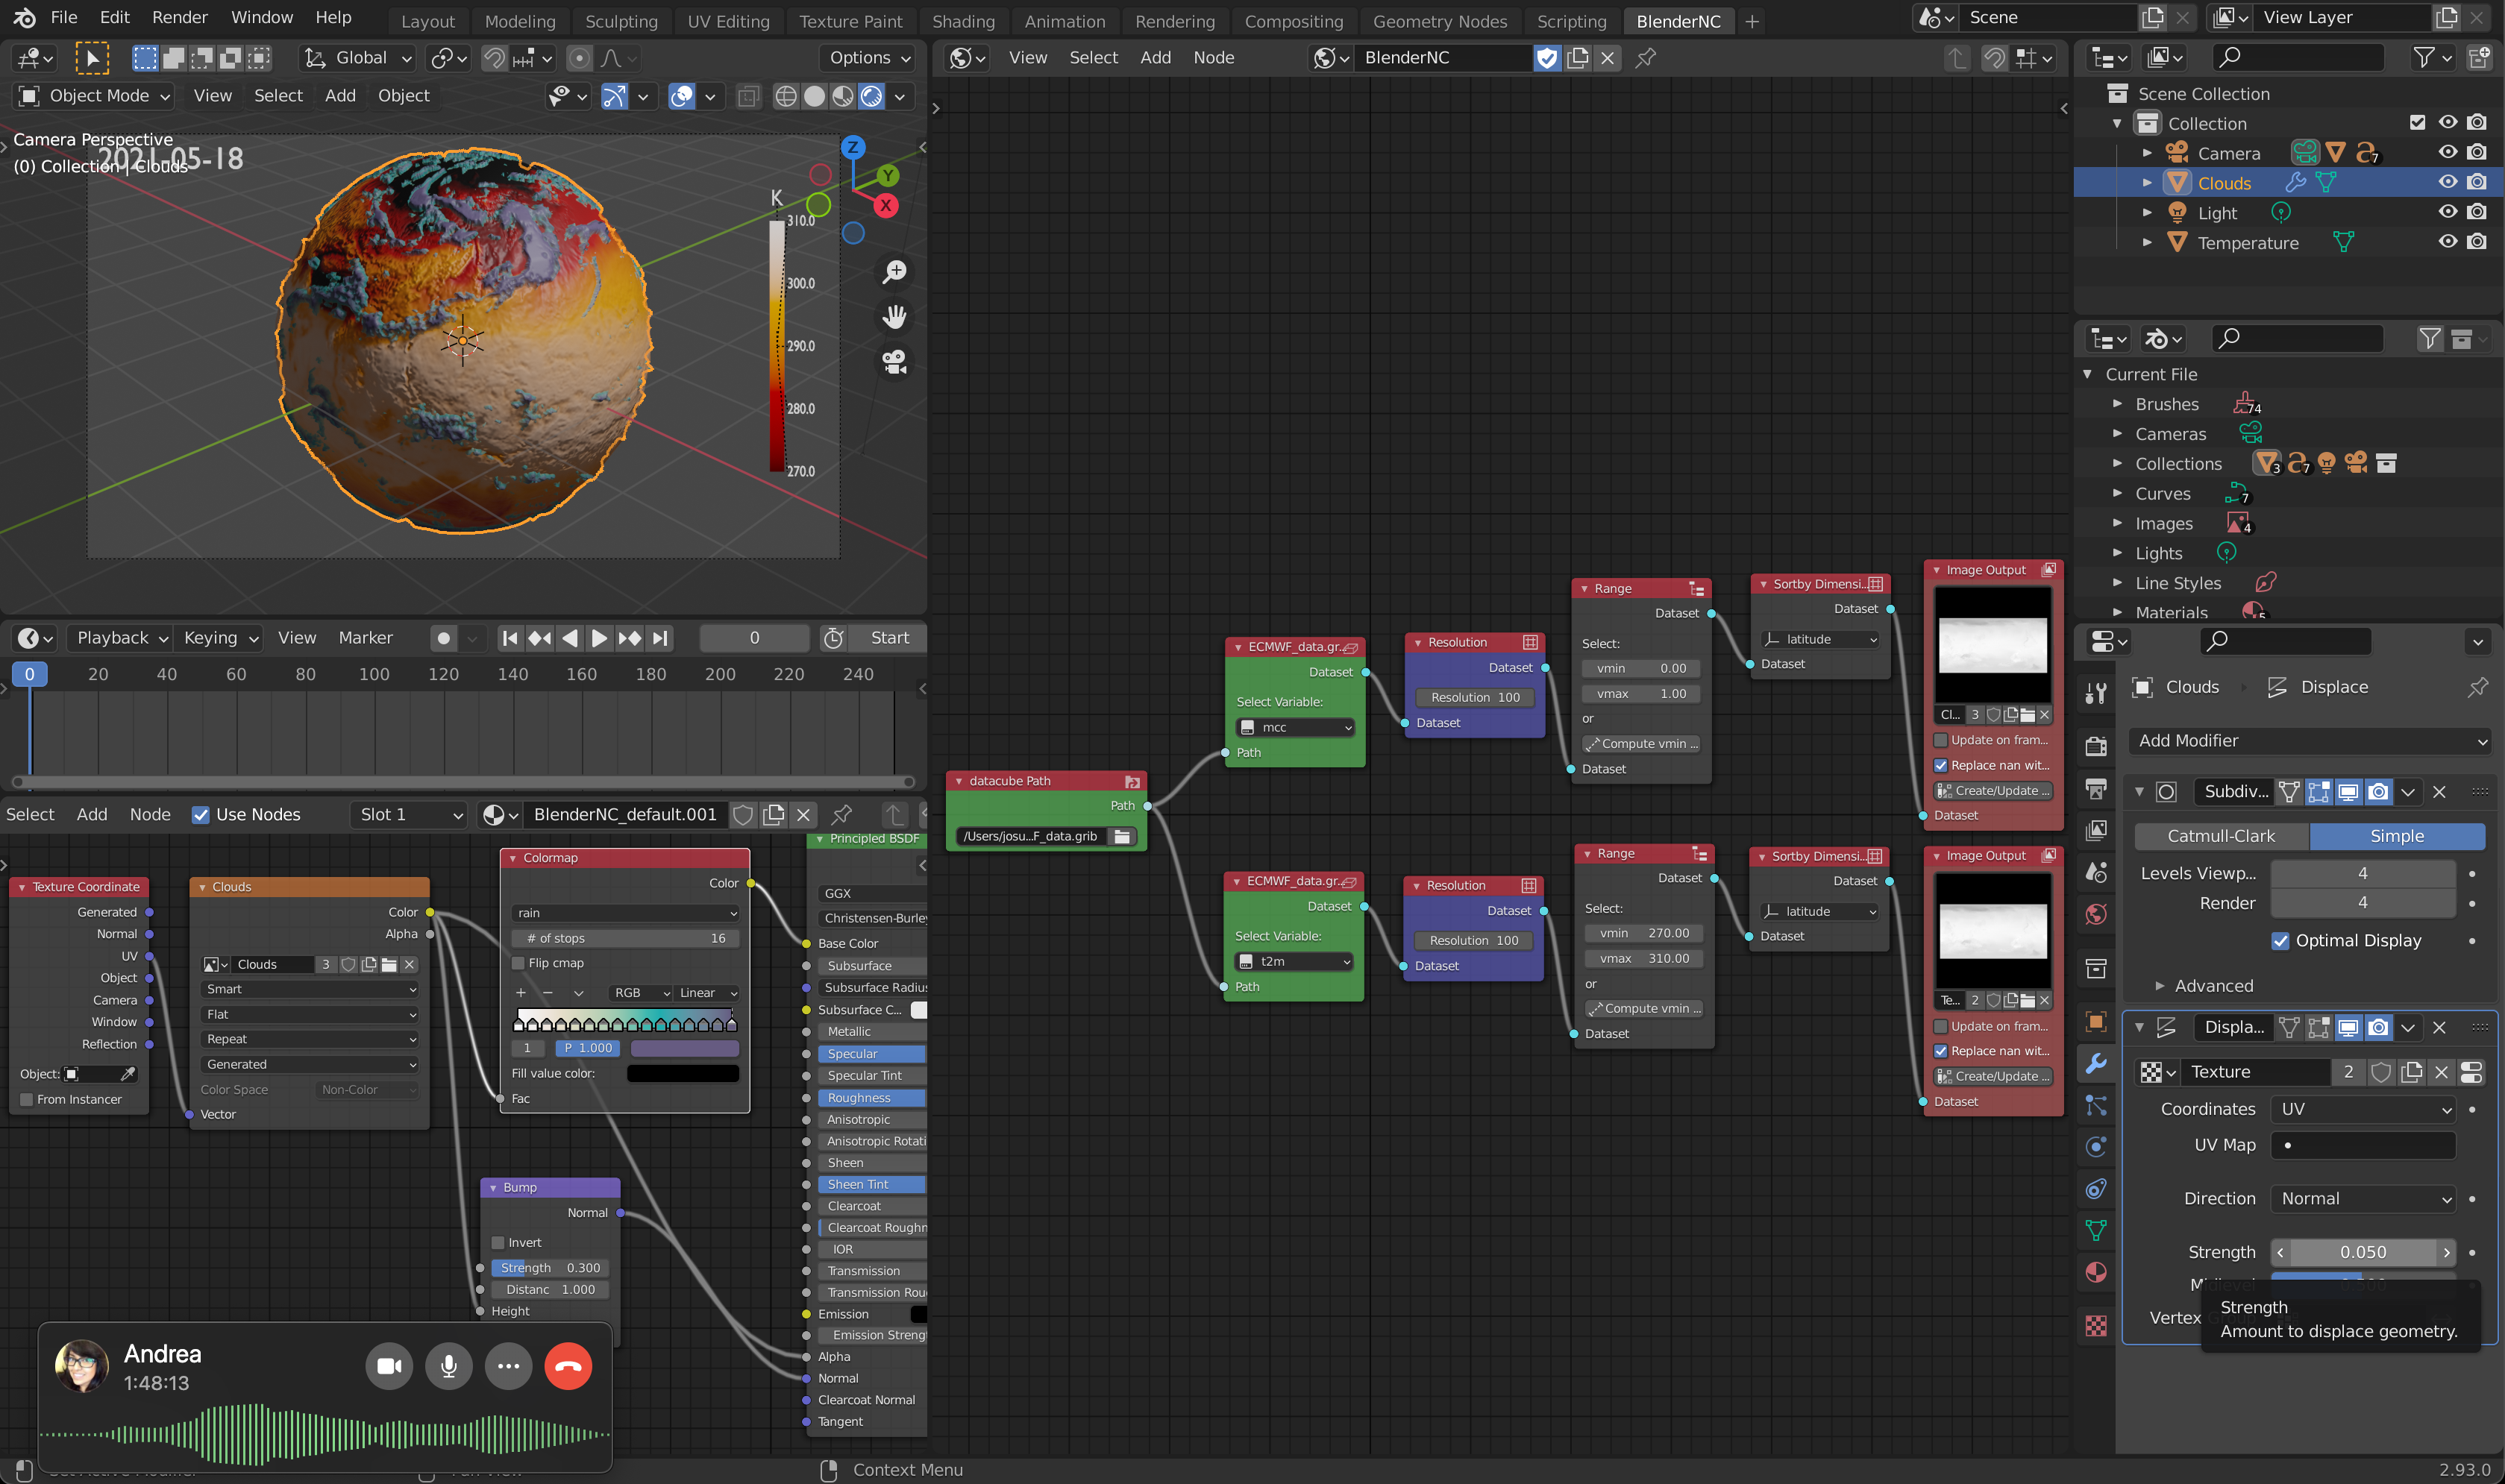 File Edit Render Window Help
Layout Modeling Sculpting UV Editing Texture Paint Shading Animation Rendering Compositing Geometry Nodes Scripting BlenderNC
Scene
View Layer
Global
Options
Object Mode View Select Add Object
Camera Perspective
(0) Collection | Clouds
2021-05-18
Z
Y
X
K
310.0
300.0
290.0
280.0
270.0
Playback Keying View Marker
0
Start
0 20 40 60 80 100 120 140 160 180 200 220 240
Select Add Node Use Nodes Slot 1 BlenderNC_default.001
Texture Coordinate
Generated
Normal
UV
Object
Camera
Window
Reflection
Object:
From Instancer
Clouds
Color
Alpha
Clouds 3
Smart
Flat
Repeat
Generated
Color Space Non-Color
Vector
Colormap
Color
rain
# of stops 16
Flip cmap
RGB Linear
1 P 1.000
Fill value color:
Fac
Bump
Normal
Invert
Strength 0.300
Distanc 1.000
Height
Principled BSDF
GGX
Christensen-Burley
Base Color
Subsurface
Subsurface Radius
Subsurface C...
Metallic
Specular
Specular Tint
Roughness
Anisotropic
Anisotropic Rotati
Sheen
Sheen Tint
Clearcoat
Clearcoat Roughn
IOR
Transmission
Transmission Rou
Emission
Emission Streng
Alpha
Normal
Clearcoat Normal
Tangent
Andrea
1:48:13
Context Menu
2.93.0
View Select Add Node BlenderNC
datacube Path
Path
/Users/josu...F_data.grib
ECMWF_data.gr..
Dataset
Select Variable:
mcc
Path
Resolution
Dataset
Resolution 100
Dataset
Range
Dataset
Select:
vmin 0.00
vmax 1.00
or
Compute vmin ...
Dataset
Sortby Dimensi..
Dataset
latitude
Dataset
Image Output
Cl... 3
Update on fram...
Replace nan wit...
Create/Update ...
Dataset
ECMWF_data.gr..
Dataset
Select Variable:
t2m
Path
Resolution
Dataset
Resolution 100
Dataset
Range
Dataset
Select:
vmin 270.00
vmax 310.00
or
Compute vmin ...
Dataset
Sortby Dimensi..
Dataset
latitude
Dataset
Image Output
Te... 2
Update on fram...
Replace nan wit...
Create/Update ...
Dataset
Scene Collection
Collection
Camera 7
Clouds
Light
Temperature
Current File
Brushes 74
Cameras
Collections 3 7
Curves 7
Images 4
Lights
Line Styles
Materials 5
Clouds Displace
Add Modifier
Subdiv...
Catmull-Clark Simple
Levels Viewp... 4
Render 4
Optimal Display
Advanced
Displa...
Texture 2
Coordinates UV
UV Map
Direction Normal
Strength 0.050
Vertex
Strength
Amount to displace geometry.